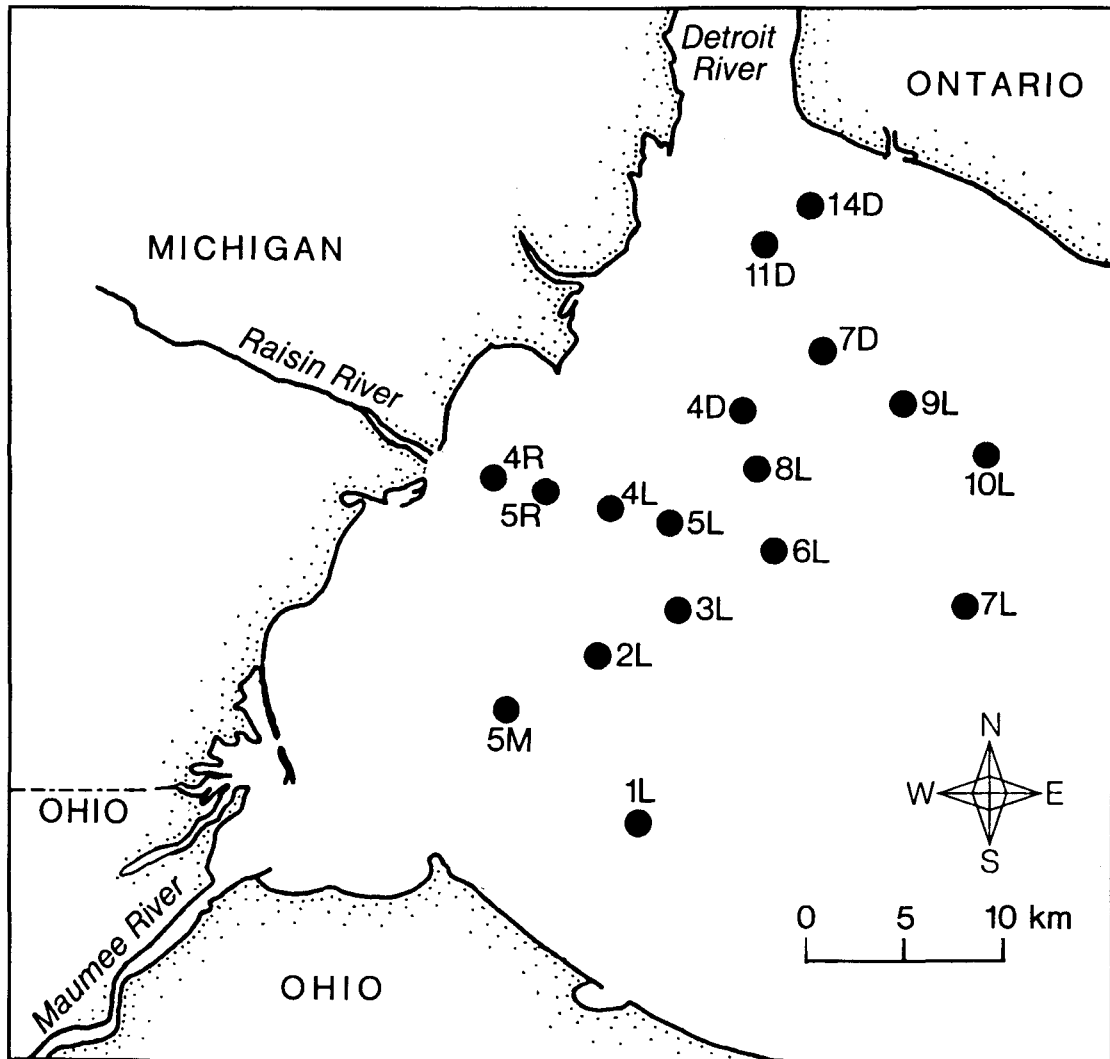 Detroit
River
ONTARIO
14D
MICHIGAN
11D
Raisin River
7D
4D
9L
4R
8L
10L
5R
4L
5L
6L
3L
7L
2L
5M
N
OHIO
W
E
1L
S
Maumee River
0
5
10 km
OHIO